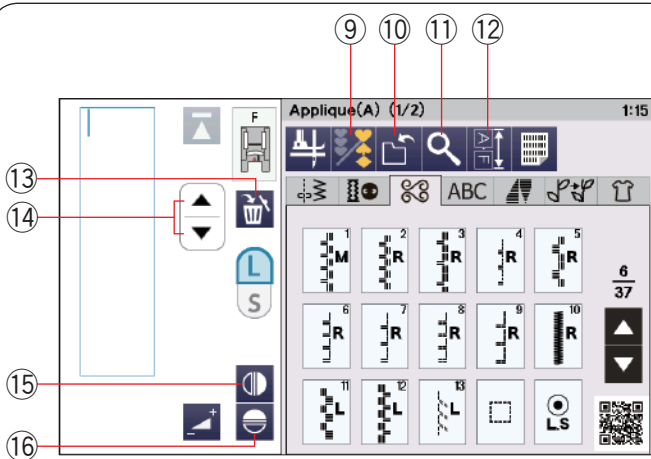 ⑨ ⑩ ⑪ ⑫
Applique(A) (1/2) 1:15
F
A F
⑬
⑭
ABC
L
S
1 M
2 R
3 R
4 R
5 R
6
37
6 R
7 R
8 R
9 R
10 R
⑮
11 L
12 L
13 L
L.S
⑯